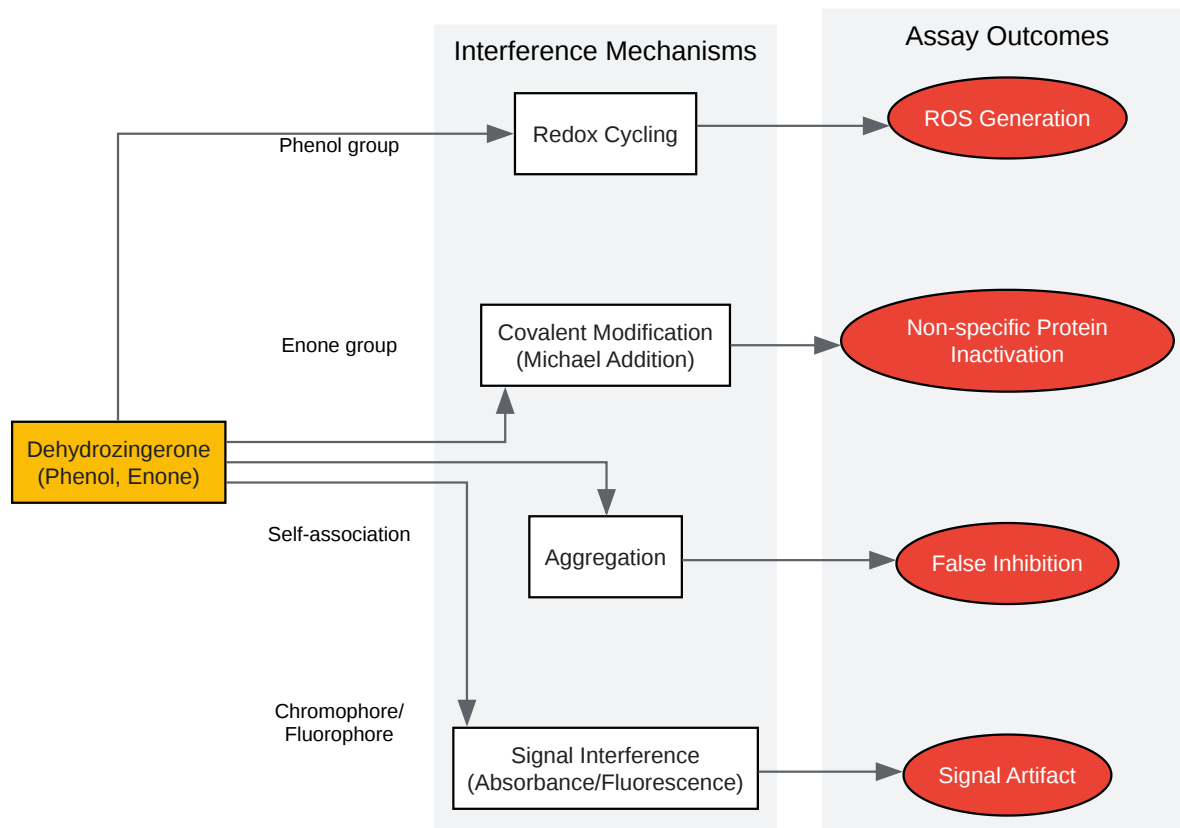 Interference Mechanisms
Assay Outcomes
Phenol group
Redox Cycling
ROS Generation
Enone group
Covalent Modification
(Michael Addition)
Non-specific Protein
Inactivation
Dehydrozingerone
(Phenol, Enone)
Self-association
Aggregation
False Inhibition
Chromophore/
Fluorophore
Signal Interference
(Absorbance/Fluorescence)
Signal Artifact